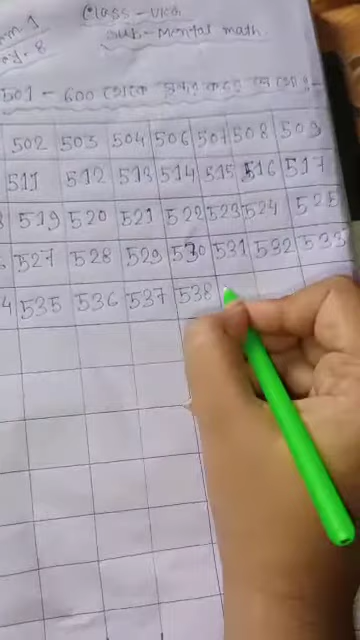 Class - UKG
Sub - Mental math.
501 - 600
502 503 504 506 507 508 509
511 512 513 514 515 516 517
519 520 521 522 523 524 525
527 528 529 530 531 532 533
4 535 536 537 538